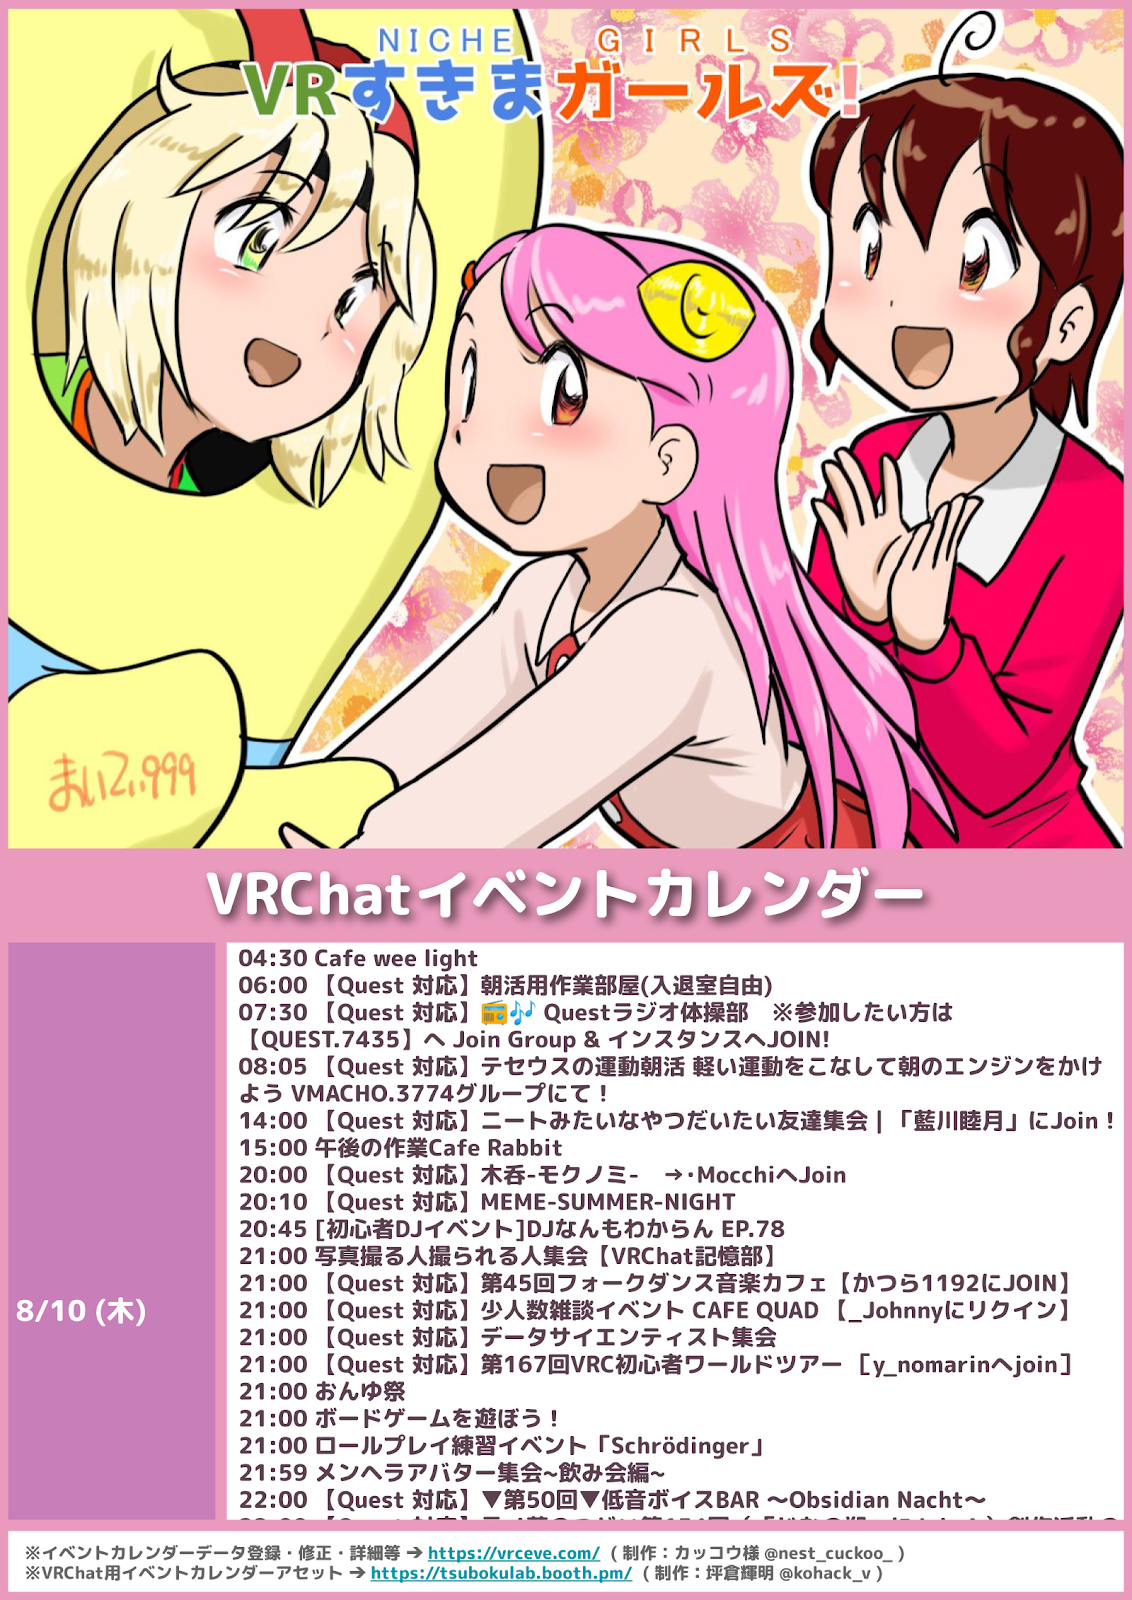 NICHE GIRLS
VRすきまガールズ!
まいてい999
VRChatイベントカレンダー
8/10 (木)
04:30 Cafe wee light
06:00 【Quest 対応】朝活用作業部屋(入退室自由)
07:30 【Quest 対応】📻🎶 Questラジオ体操部　※参加したい方は
【QUEST.7435】へ Join Group & インスタンスへJOIN!
08:05 【Quest 対応】テセウスの運動朝活 軽い運動をこなして朝のエンジンをかけ
よう VMACHO.3774グループにて！
14:00 【Quest 対応】ニートみたいなやつだいたい友達集会 | 「藍川睦月」にJoin！
15:00 午後の作業Cafe Rabbit
20:00 【Quest 対応】木呑-モクノミ-　→･MocchiへJoin
20:10 【Quest 対応】MEME-SUMMER-NIGHT
20:45 [初心者DJイベント]DJなんもわからん EP.78
21:00 写真撮る人撮られる人集会【VRChat記憶部】
21:00 【Quest 対応】第45回フォークダンス音楽カフェ【かつら1192にJOIN】
21:00 【Quest 対応】少人数雑談イベント CAFE QUAD 【_Johnnyにリクイン】
21:00 【Quest 対応】データサイエンティスト集会
21:00 【Quest 対応】第167回VRC初心者ワールドツアー ［y_nomarinへjoin］
21:00 おんゆ祭
21:00 ボードゲームを遊ぼう！
21:00 ロールプレイ練習イベント「Schrödinger」
21:59 メンヘラアバター集会~飲み会編~
22:00 【Quest 対応】▼第50回▼低音ボイスBAR ～Obsidian Nacht～
※イベントカレンダーデータ登録・修正・詳細等 ➔ https://vrceve.com/ （制作：カッコウ様 @nest_cuckoo_ ）
※VRChat用イベントカレンダーアセット ➔ https://tsubokulab.booth.pm/ （制作：坪倉輝明 @kohack_v ）